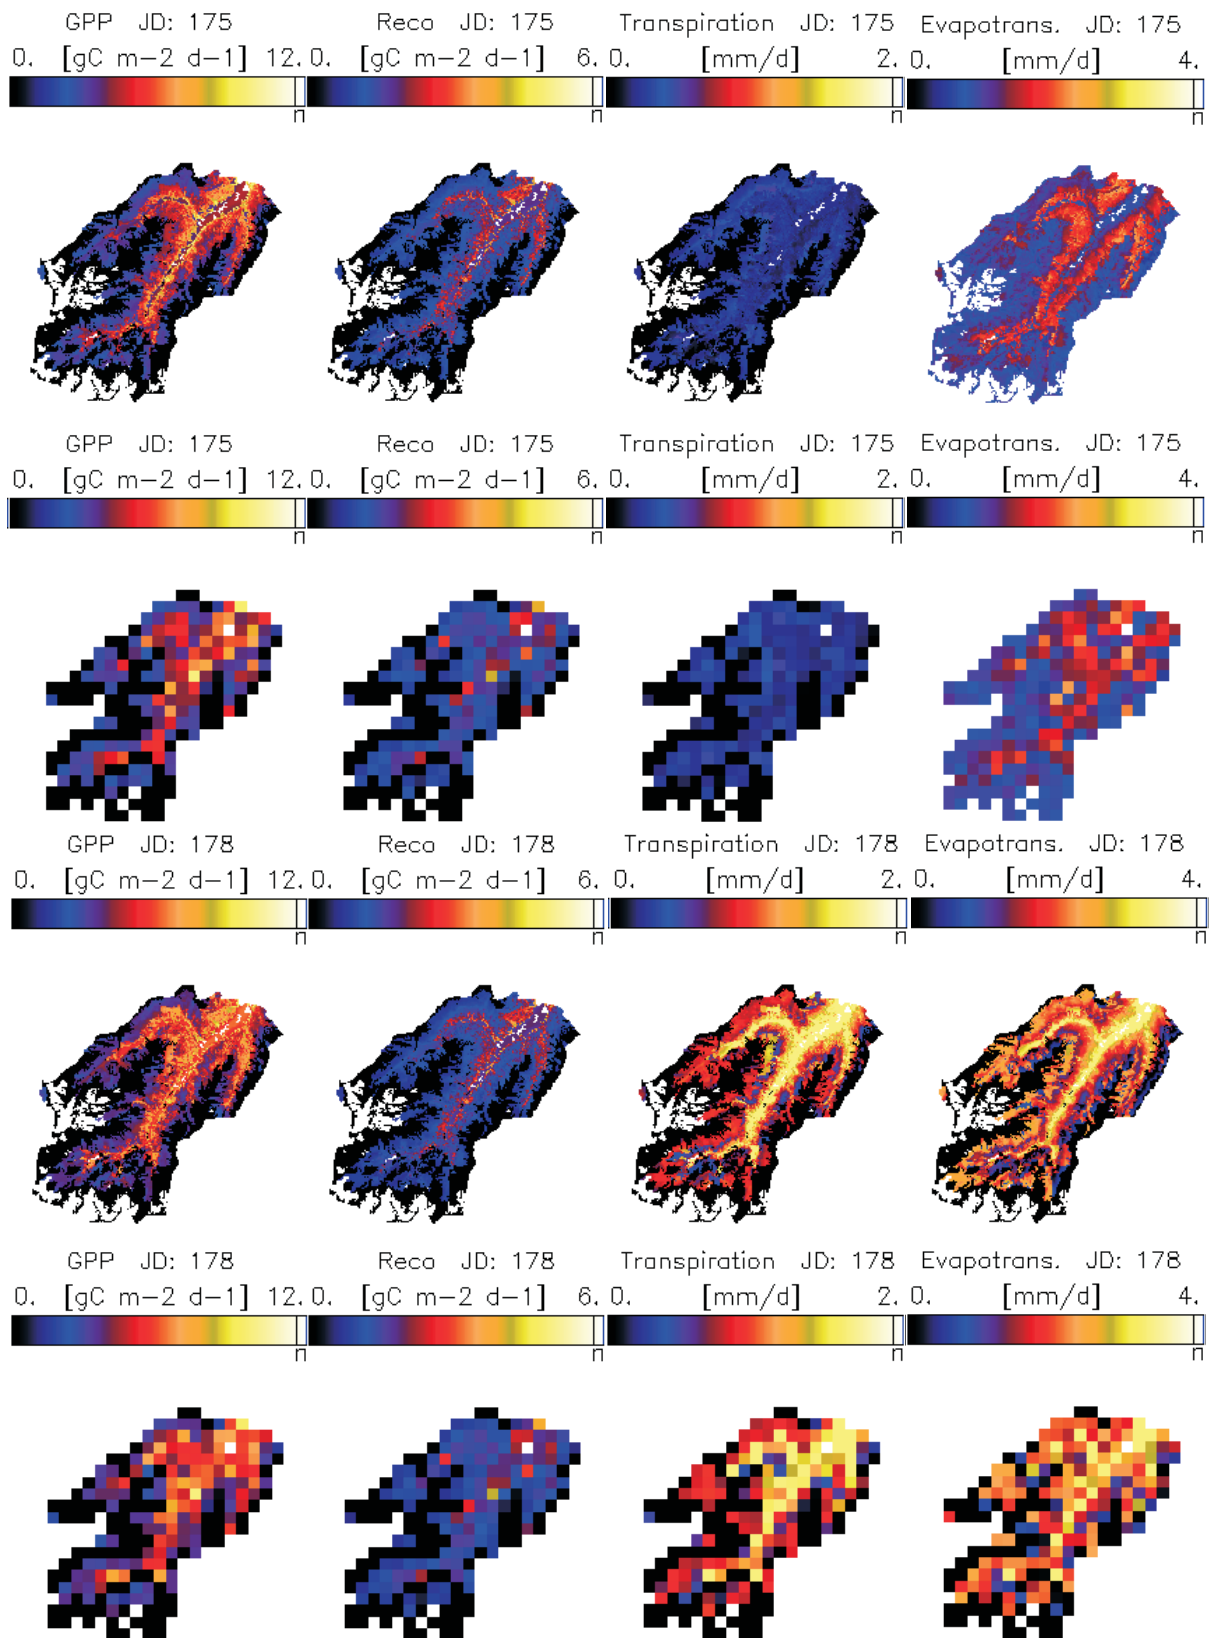 GPP JD: 175 Reco JD: 175 Transpiration JD: 175 Evapotrans. JD: 175
0. [gC m-2 d-1] 12. 0. [gC m-2 d-1] 6. 0. [mm/d] 2. 0. [mm/d] 4.
n n n n
GPP JD: 175 Reco JD: 175 Transpiration JD: 175 Evapotrans. JD: 175
0. [gC m-2 d-1] 12. 0. [gC m-2 d-1] 6. 0. [mm/d] 2. 0. [mm/d] 4.
n n n n
GPP JD: 178 Reco JD: 178 Transpiration JD: 178 Evapotrans. JD: 178
0. [gC m-2 d-1] 12. 0. [gC m-2 d-1] 6. 0. [mm/d] 2. 0. [mm/d] 4.
n n n n
GPP JD: 178 Reco JD: 178 Transpiration JD: 178 Evapotrans. JD: 178
0. [gC m-2 d-1] 12. 0. [gC m-2 d-1] 6. 0. [mm/d] 2. 0. [mm/d] 4.
n n n n